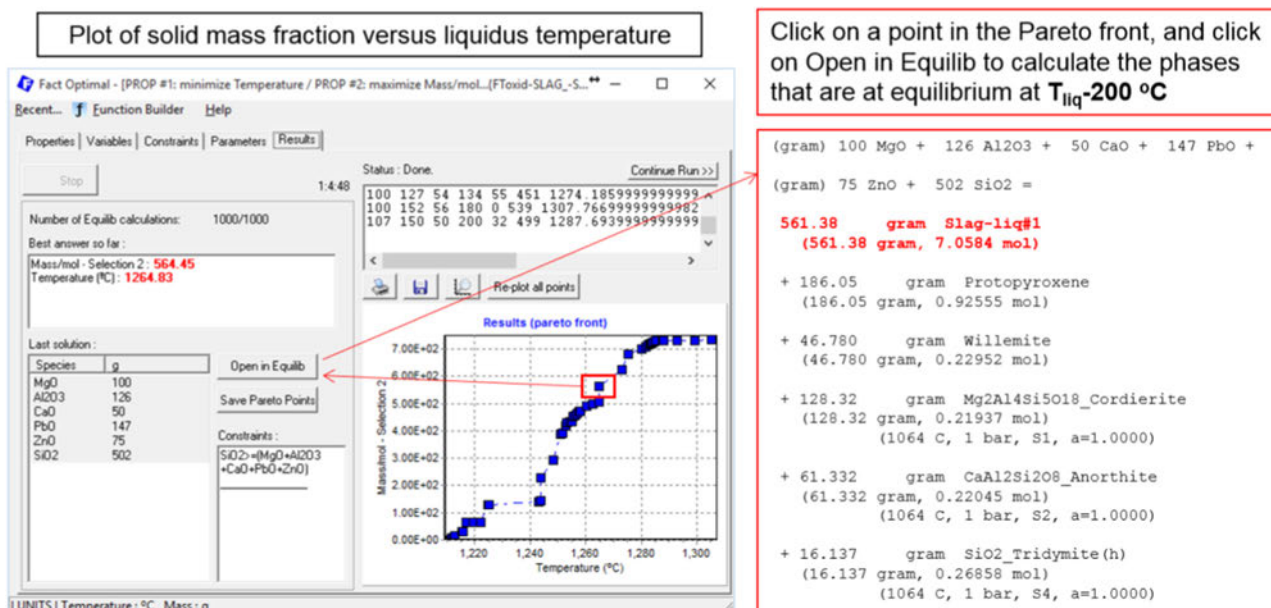 Plot of solid mass fraction versus liquidus temperature
Click on a point in the Pareto front, and click
on Open in Equilib to calculate the phases
that are at equilibrium at Tliq-200 ºC
Fact Optimal - [PROP #1: minimize Temperature / PROP #2: maximize Mass/mol...(FToxid-SLAG_-S...
Recent... Function Builder Help
Properties Variables Constraints Parameters Results
Stop
1:4:48
Number of Equilib calculations: 1000/1000
Best answer so far :
Mass/mol - Selection 2 : 564.45
Temperature (ºC) : 1264.83
Last solution :
Species g
MgO 100
Al2O3 126
CaO 50
PbO 147
ZnO 75
SiO2 502
Open in Equilib
Save Pareto Points
Constraints :
SiO2>=(MgO+Al2O3
+CaO+PbO+ZnO)
Status : Done.
Continue Run >>
100 127 54 134 55 451 1274.1859999999999
100 152 56 180 0 539 1307.76699999999982
107 150 50 200 32 499 1287.6939999999999
Re-plot all points
Results (pareto front)
Mass/mol - Selection 2
7.00E+02
6.00E+02
5.00E+02
4.00E+02
3.00E+02
2.00E+02
1.00E+02
0.00E+00
1,220 1,240 1,260 1,280 1,300
Temperature (ºC)
UNITS | Temperature : ºC Mass : g
(gram) 100 MgO + 126 Al2O3 + 50 CaO + 147 PbO +
(gram) 75 ZnO + 502 SiO2 =
561.38 gram Slag-liq#1
(561.38 gram, 7.0584 mol)
+ 186.05 gram Protopyroxene
(186.05 gram, 0.92555 mol)
+ 46.780 gram Willemite
(46.780 gram, 0.22952 mol)
+ 128.32 gram Mg2Al4Si5O18_Cordierite
(128.32 gram, 0.21937 mol)
(1064 C, 1 bar, S1, a=1.0000)
+ 61.332 gram CaAl2Si2O8_Anorthite
(61.332 gram, 0.22045 mol)
(1064 C, 1 bar, S2, a=1.0000)
+ 16.137 gram SiO2_Tridymite(h)
(16.137 gram, 0.26858 mol)
(1064 C, 1 bar, S4, a=1.0000)